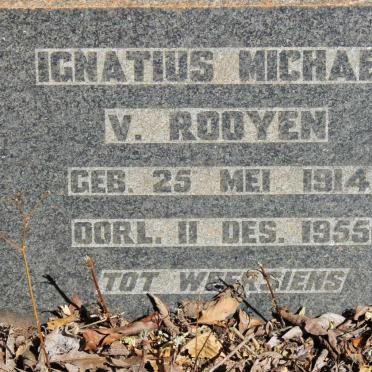 IGNATIUS MICHAE
V. ROOYEN
GEB. 25 MEI 1914
OORL. 11 DES. 1955
TOT WEERSIENS